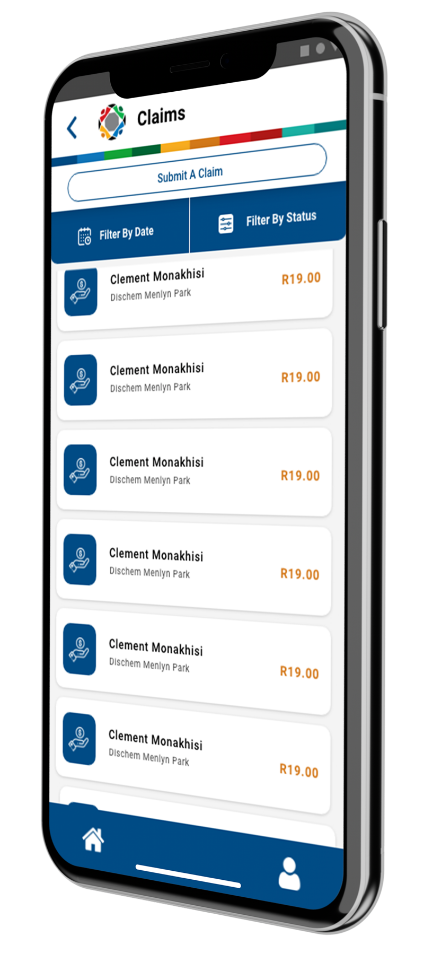 Claims
Submit A Claim
Filter By Date
Filter By Status
Clement Monakhisi
Dischem Menlyn Park
R19.00
Clement Monakhisi
Dischem Menlyn Park
R19.00
Clement Monakhisi
Dischem Menlyn Park
R19.00
Clement Monakhisi
Dischem Menlyn Park
R19.00
Clement Monakhisi
Dischem Menlyn Park
R19.00
Clement Monakhisi
Dischem Menlyn Park
R19.00